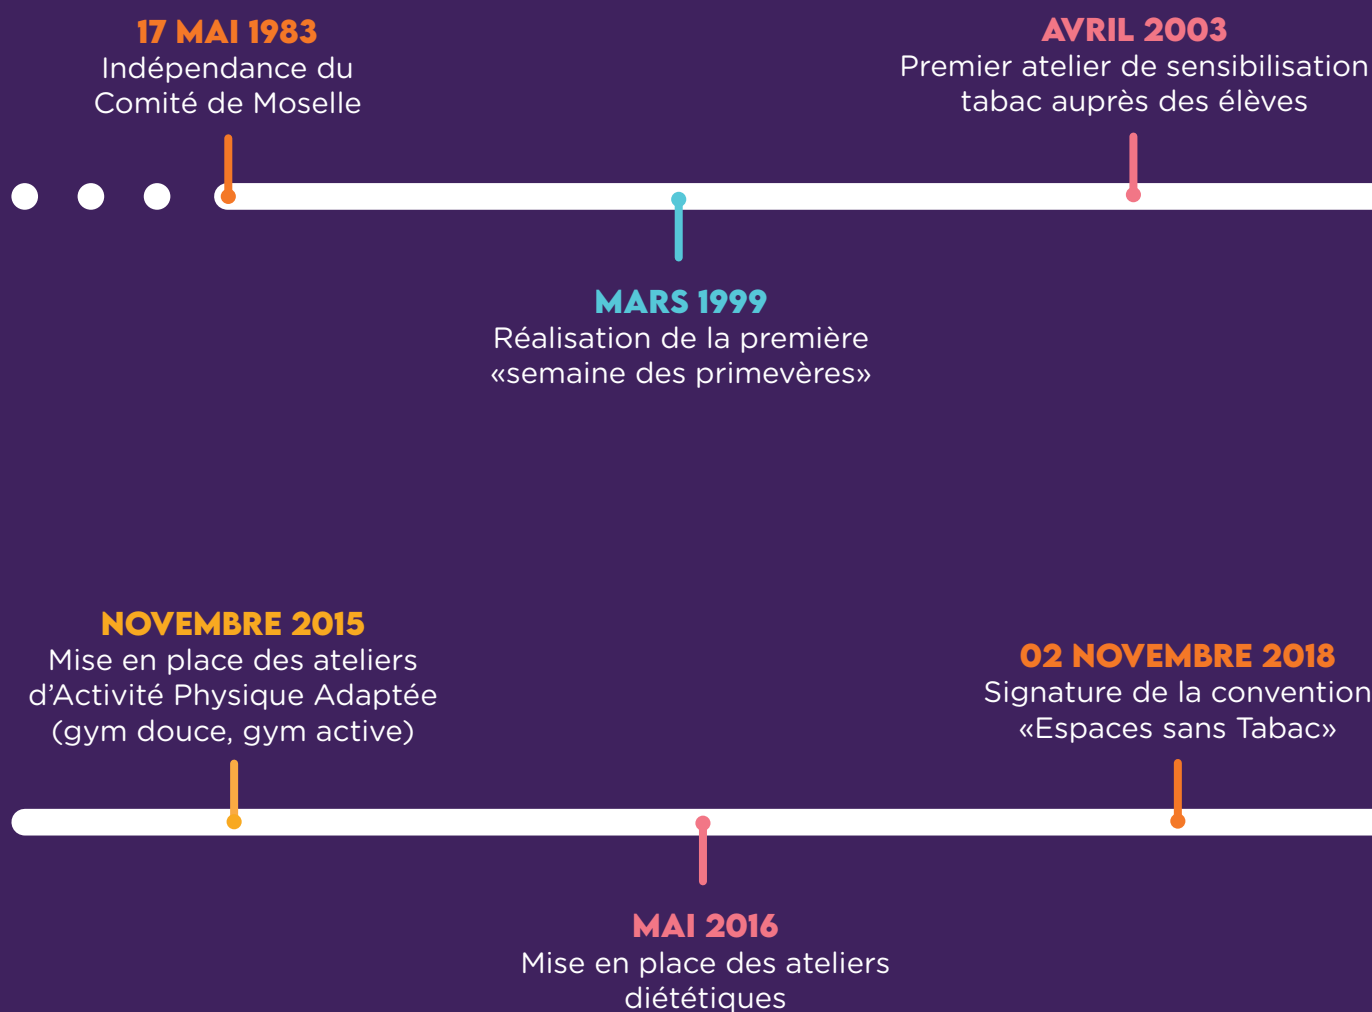 17 MAI 1983
Indépendance du
Comité de Moselle
AVRIL 2003
Premier atelier de sensibilisation
tabac auprès des élèves
MARS 1999
Réalisation de la première
«semaine des primevères»
NOVEMBRE 2015
Mise en place des ateliers
d’Activité Physique Adaptée
(gym douce, gym active)
02 NOVEMBRE 2018
Signature de la convention
«Espaces sans Tabac»
MAI 2016
Mise en place des ateliers
diététiques